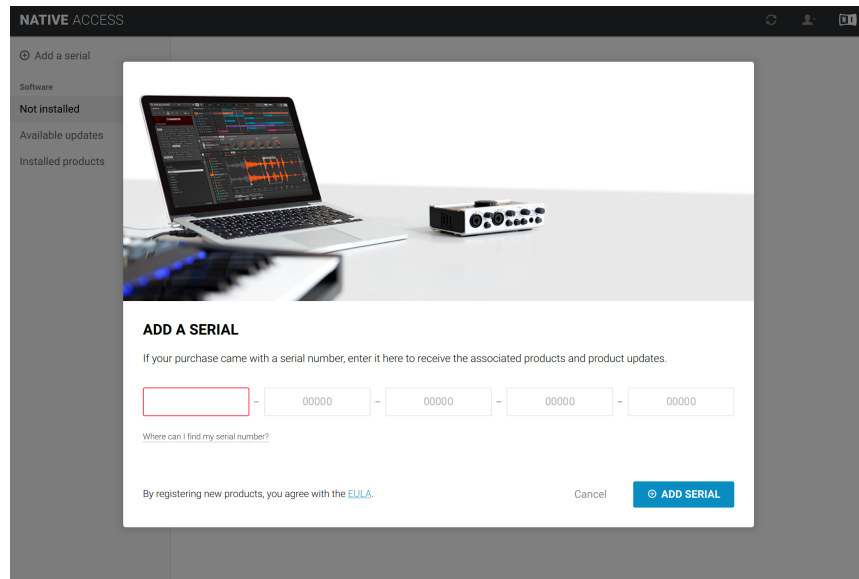 NATIVE ACCESS
Add a serial
Software
Not installed
Available updates
Installed products
ADD A SERIAL
If your purchase came with a serial number, enter it here to receive the associated products and product updates.
– 00000 – 00000 – 00000 – 00000
Where can I find my serial number?
By registering new products, you agree with the EULA.
Cancel
ADD SERIAL